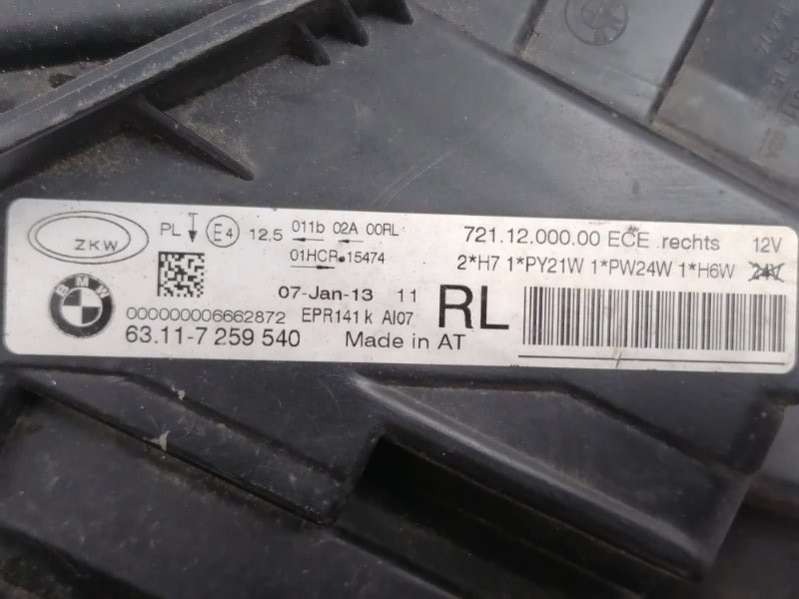 ZKW PL E4 12.5 011b 02A 00RL 721.12.000.00 ECE rechts 12V
01HCR 15474 2*H7 1*PY21W 1*PW24W 1*H6W 24V
BMW 07-Jan-13 11 RL
000000006662872 EPR141 k AI07
63.11-7 259 540 Made in AT